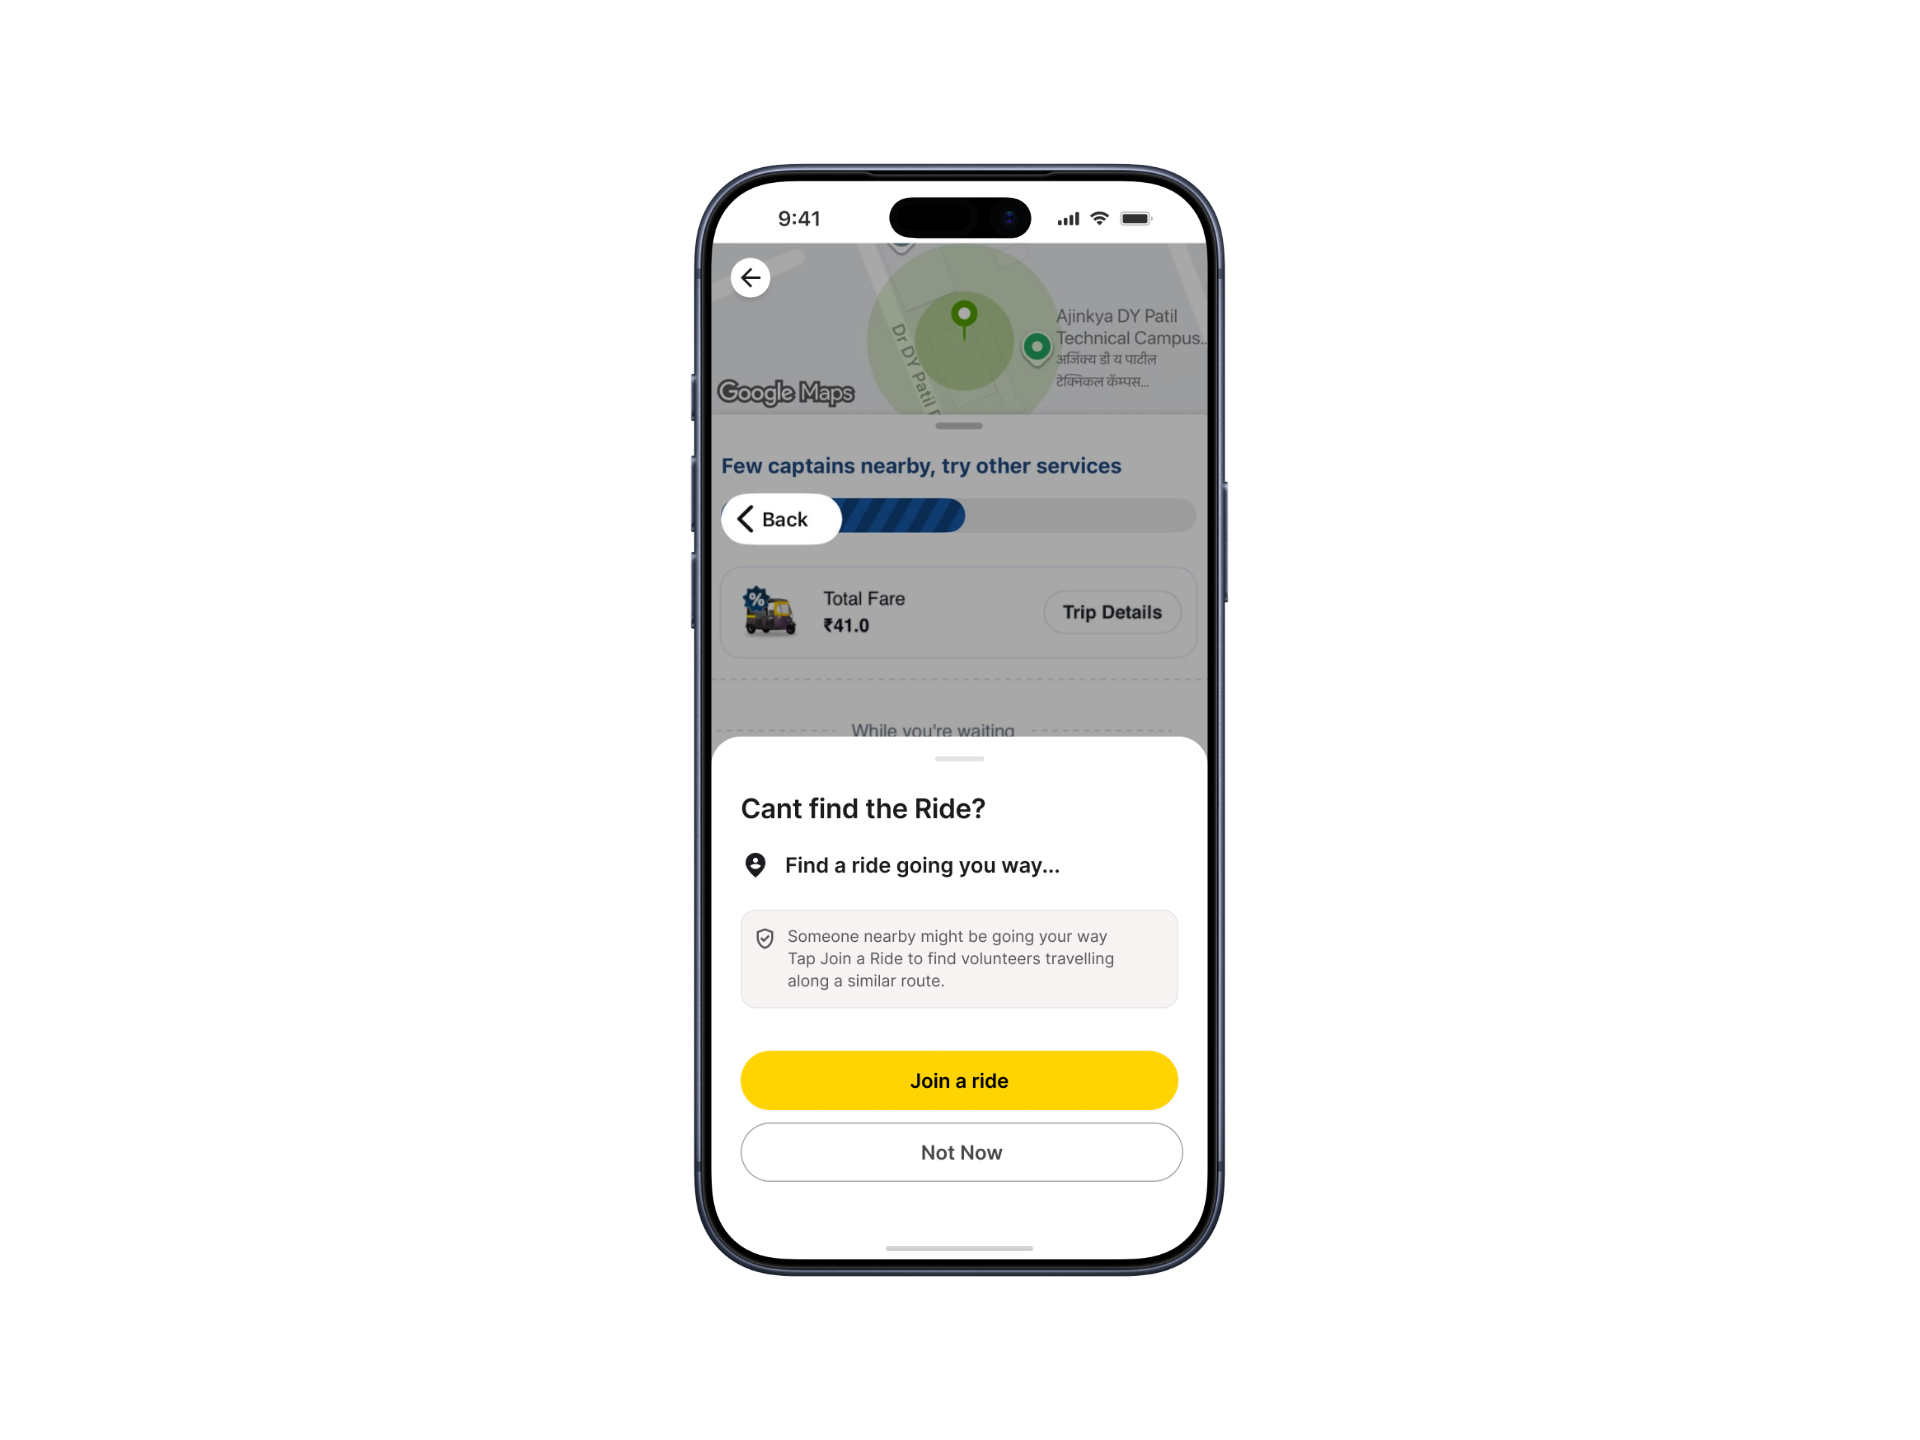 9:41
Ajinkya DY Patil
Technical Campus...
अजिंक्य डी य पाटील
टेक्निकल कॅम्पस...
Dr DY Patil
Google Maps
Few captains nearby, try other services
Back
Total Fare
₹41.0
Trip Details
While you're waiting
Cant find the Ride?
Find a ride going you way...
Someone nearby might be going your way
Tap Join a Ride to find volunteers travelling
along a similar route.
Join a ride
Not Now